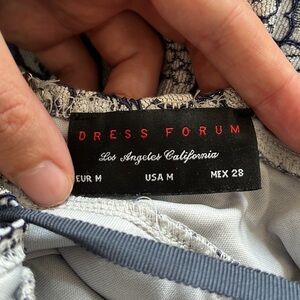 DRESS FORUM
Los Angeles California
EUR M USA M MEX 28